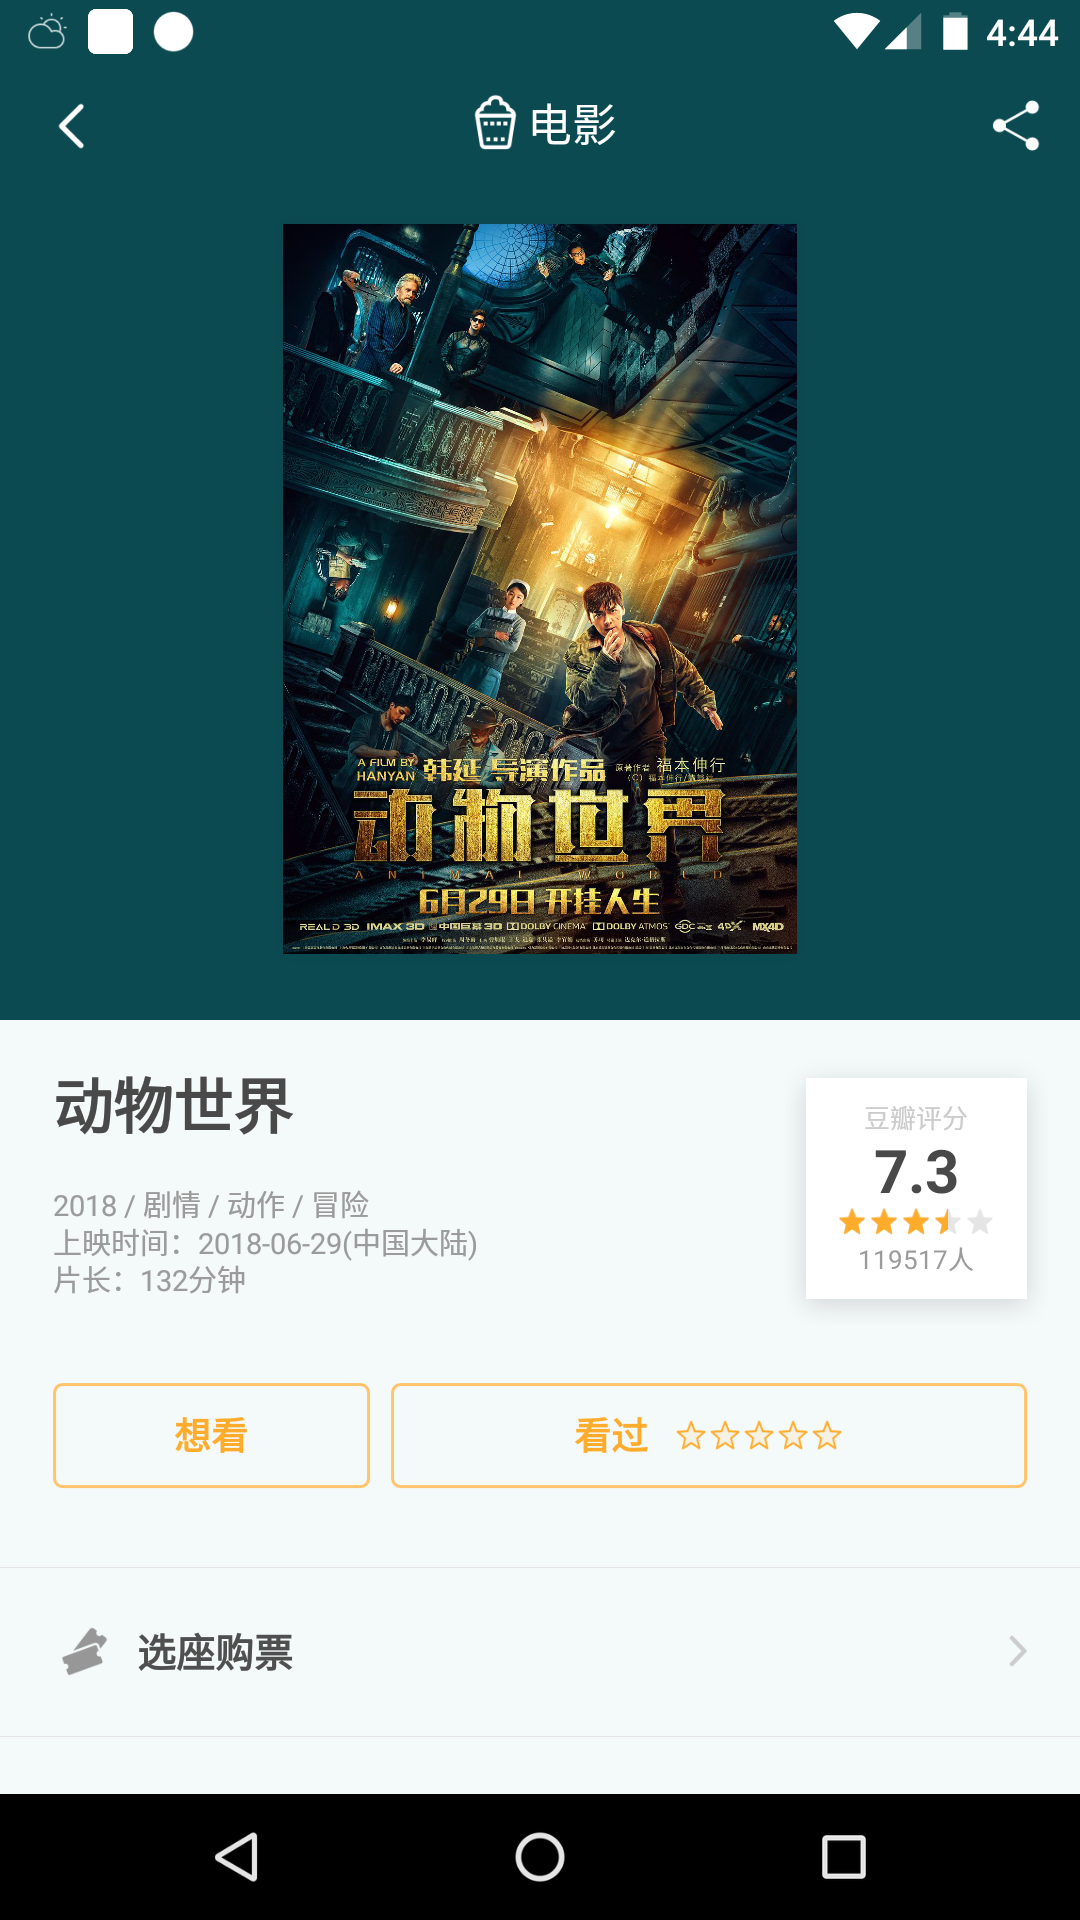 4:44
电影
A FILM BY
HANYAN
韩延 导演作品
原著作者 福本伸行
动物世界
ANIMAL WORLD
6月29日 开挂人生
REAL D 3D IMAX 3D 中国巨幕 3D DOLBY CINEMA DOLBY ATMOS 4DX MX4D
动物世界
2018 / 剧情 / 动作 / 冒险
上映时间：2018-06-29(中国大陆)
片长：132分钟
豆瓣评分
7.3
119517人
想看
看过
选座购票